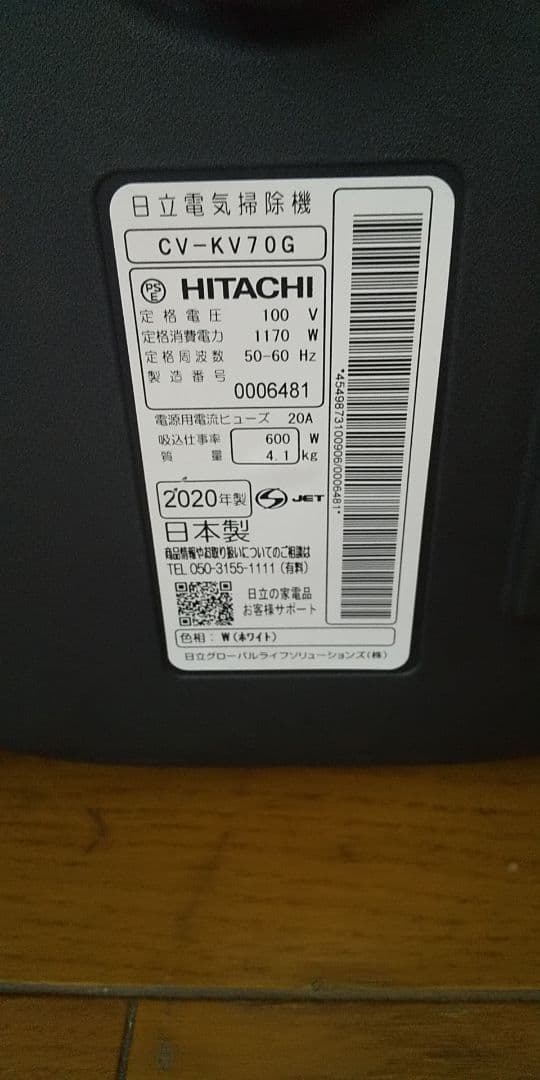 日立電気掃除機
CV-KV70G
PSE HITACHI
定格電圧 100 V
定格消費電力 1170 W
定格周波数 50-60 Hz
製造番号
0006481
電源用電流ヒューズ 20A
吸込仕事率 600 W
質量 4.1 kg
2020年製 S JET
日本製
商品情報やお取り扱いについてのご相談は
TEL 050-3155-1111（有料）
日立の家電品
お客様サポート
色相：W（ホワイト）
日立グローバルライフソリューションズ（株）
*4549873100906/0006481*